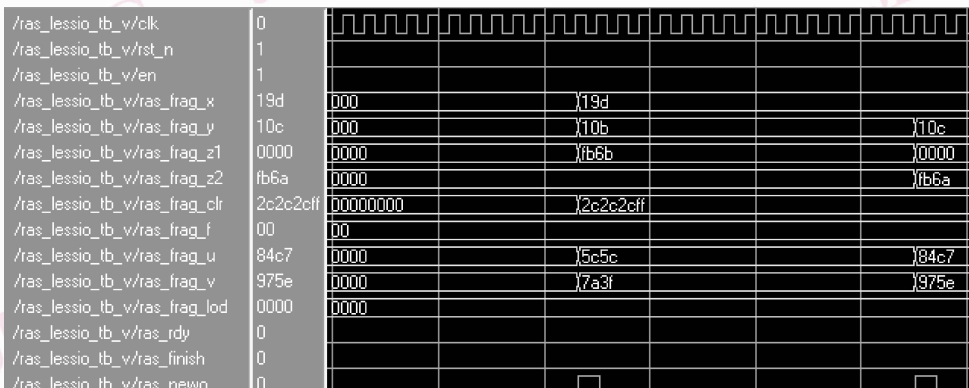 /ras_lessio_tb_v/clk 0
/ras_lessio_tb_v/rst_n 1
/ras_lessio_tb_v/en 1
/ras_lessio_tb_v/ras_frag_x 19d 000 19d
/ras_lessio_tb_v/ras_frag_y 10c 000 10b 10c
/ras_lessio_tb_v/ras_frag_z1 0000 0000 fb6b 0000
/ras_lessio_tb_v/ras_frag_z2 fb6a 0000 fb6a
/ras_lessio_tb_v/ras_frag_clr 2c2c2cff 00000000 2c2c2cff
/ras_lessio_tb_v/ras_frag_f 00 00
/ras_lessio_tb_v/ras_frag_u 84c7 0000 5c5c 84c7
/ras_lessio_tb_v/ras_frag_v 975e 0000 7a3f 975e
/ras_lessio_tb_v/ras_frag_lod 0000 0000
/ras_lessio_tb_v/ras_rdy 0
/ras_lessio_tb_v/ras_finish 0
/ras_lessio_tb_v/ras_newo 0